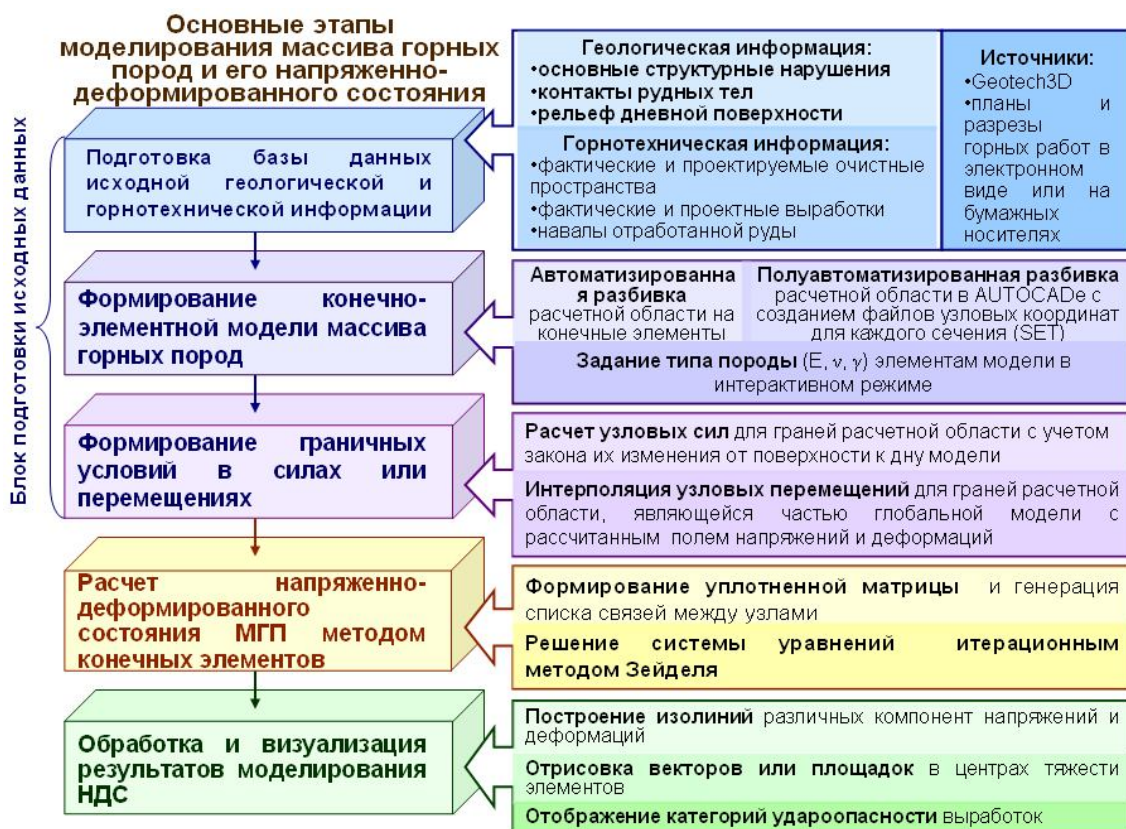 Основные этапы
моделирования массива горных
пород и его напряженно-
деформированного состояния
Блок подготовки исходных данных
Подготовка базы данных
исходной геологической и
горнотехнической информации
Геологическая информация:
•основные структурные нарушения
•контакты рудных тел
•рельеф дневной поверхности
Горнотехническая информация:
•фактические и проектируемые очистные
пространства
•фактические и проектные выработки
•навалы отработанной руды
Источники:
•Geotech3D
•планы и
разрезы
горных работ в
электронном
виде или на
бумажных
носителях
Формирование конечно-
элементной модели массива
горных пород
Автоматизированна
я разбивка
расчетной области на
конечные элементы
Полуавтоматизированная разбивка
расчетной области в AUTOCADе с
созданием файлов узловых координат
для каждого сечения (SET)
Задание типа породы (E, ν, γ) элементам модели в
интерактивном режиме
Формирование граничных
условий в силах или
перемещениях
Расчет узловых сил для граней расчетной области с учетом
закона их изменения от поверхности к дну модели
Интерполяция узловых перемещений для граней расчетной
области, являющейся частью глобальной модели с
рассчитанным полем напряжений и деформаций
Расчет напряженно-
деформированного
состояния МГП методом
конечных элементов
Формирование уплотненной матрицы и генерация
списка связей между узлами
Решение системы уравнений итерационным
методом Зейделя
Обработка и визуализация
результатов моделирования
НДС
Построение изолиний различных компонент напряжений и
деформаций
Отрисовка векторов или площадок в центрах тяжести
элементов
Отображение категорий удароопасности выработок